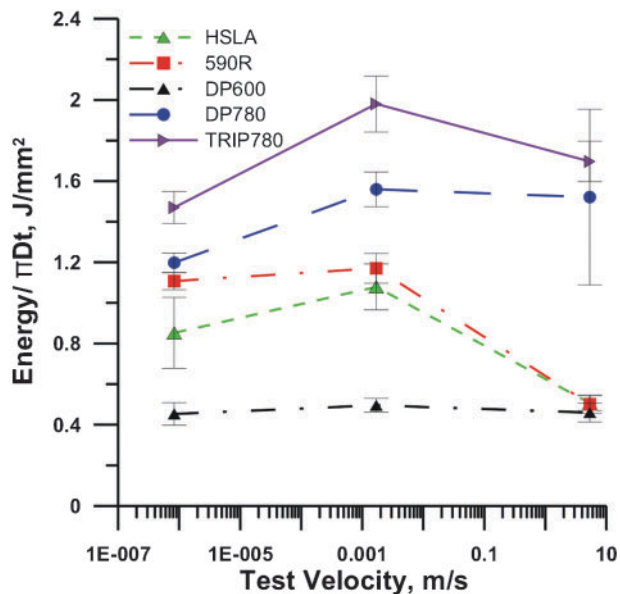 2.4
2
1.6
1.2
0.8
0.4
0
HSLA
590R
DP600
DP780
TRIP780
Energy/ πDt, J/mm²
1E-007 1E-005 0.001 0.1 10
Test Velocity, m/s